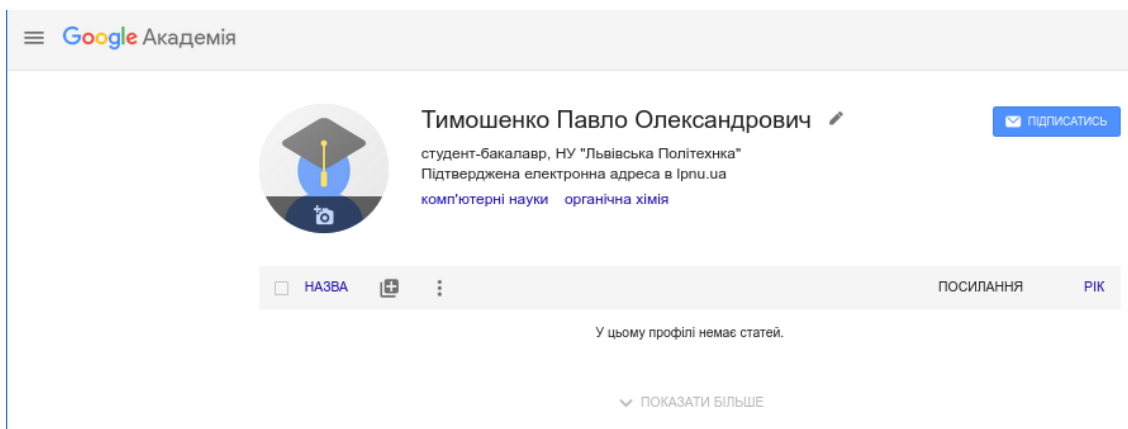 Google Академія
Тимошенко Павло Олександрович
ПІДПИСАТИСЬ
студент-бакалавр, НУ "Львівська Політехнка"
Підтверджена електронна адреса в lpnu.ua
комп'ютерні науки органічна хімія
НАЗВА ПОСИЛАННЯ РІК
У цьому профілі немає статей.
ПОКАЗАТИ БІЛЬШЕ